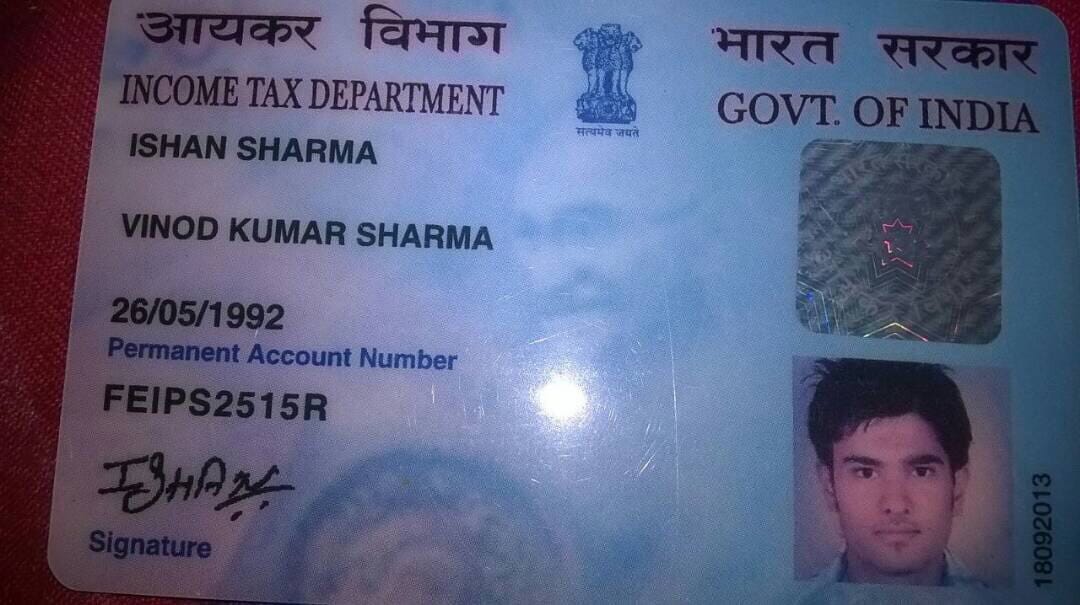 आयकर विभाग
INCOME TAX DEPARTMENT
सत्यमेव जयते
भारत सरकार
GOVT. OF INDIA
ISHAN SHARMA
VINOD KUMAR SHARMA
26/05/1992
Permanent Account Number
FEIPS2515R
ISHAN
Signature
18092013